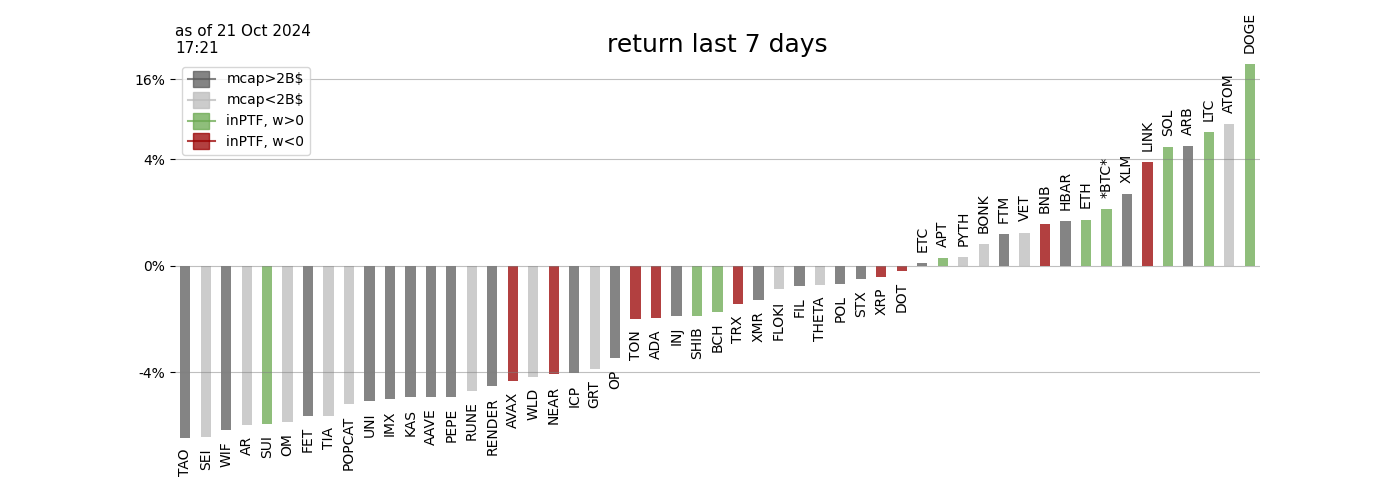 as of 21 Oct 2024
17:21
return last 7 days
mcap>2B$
mcap<2B$
inPTF, w>0
inPTF, w<0
16%
4%
0%
-4%
TAO
SEI
WIF
AR
SUI
OM
FET
TIA
POPCAT
UNI
IMX
KAS
AAVE
PEPE
RUNE
RENDER
AVAX
WLD
NEAR
ICP
GRT
OP
TON
ADA
INJ
SHIB
BCH
TRX
XMR
FLOKI
FIL
THETA
POL
STX
XRP
DOT
ETC
APT
PYTH
BONK
FTM
VET
BNB
HBAR
ETH
*BTC*
XLM
LINK
SOL
ARB
LTC
ATOM
DOGE